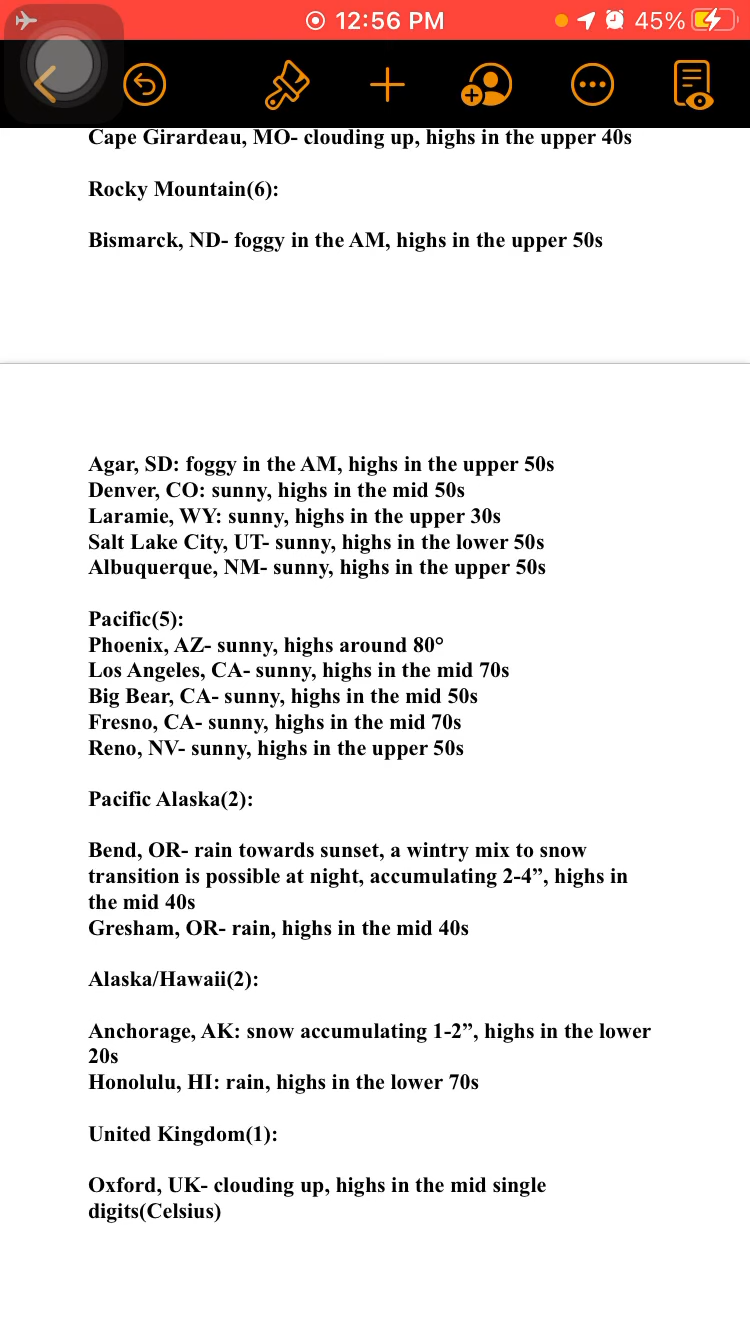 12:56 PM
45%
Cape Girardeau, MO- clouding up, highs in the upper 40s
Rocky Mountain(6):
Bismarck, ND- foggy in the AM, highs in the upper 50s
Agar, SD: foggy in the AM, highs in the upper 50s
Denver, CO: sunny, highs in the mid 50s
Laramie, WY: sunny, highs in the upper 30s
Salt Lake City, UT- sunny, highs in the lower 50s
Albuquerque, NM- sunny, highs in the upper 50s
Pacific(5):
Phoenix, AZ- sunny, highs around 80°
Los Angeles, CA- sunny, highs in the mid 70s
Big Bear, CA- sunny, highs in the mid 50s
Fresno, CA- sunny, highs in the mid 70s
Reno, NV- sunny, highs in the upper 50s
Pacific Alaska(2):
Bend, OR- rain towards sunset, a wintry mix to snow
transition is possible at night, accumulating 2-4”, highs in
the mid 40s
Gresham, OR- rain, highs in the mid 40s
Alaska/Hawaii(2):
Anchorage, AK: snow accumulating 1-2”, highs in the lower
20s
Honolulu, HI: rain, highs in the lower 70s
United Kingdom(1):
Oxford, UK- clouding up, highs in the mid single
digits(Celsius)